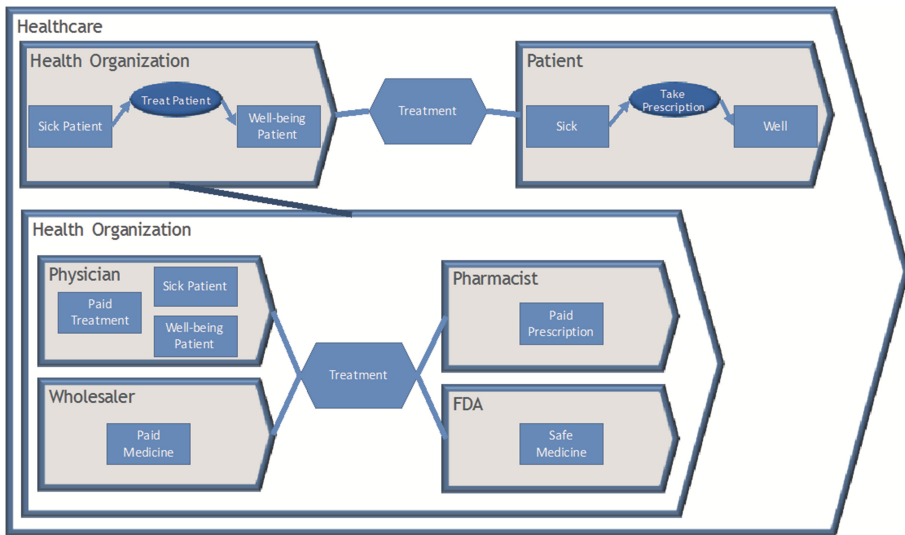 Healthcare
Health Organization
Treat Patient
Sick Patient
Well-being
Patient
Treatment
Patient
Take
Prescription
Sick
Well
Health Organization
Physician
Sick Patient
Paid
Treatment
Well-being
Patient
Wholesaler
Paid
Medicine
Treatment
Pharmacist
Paid
Prescription
FDA
Safe
Medicine